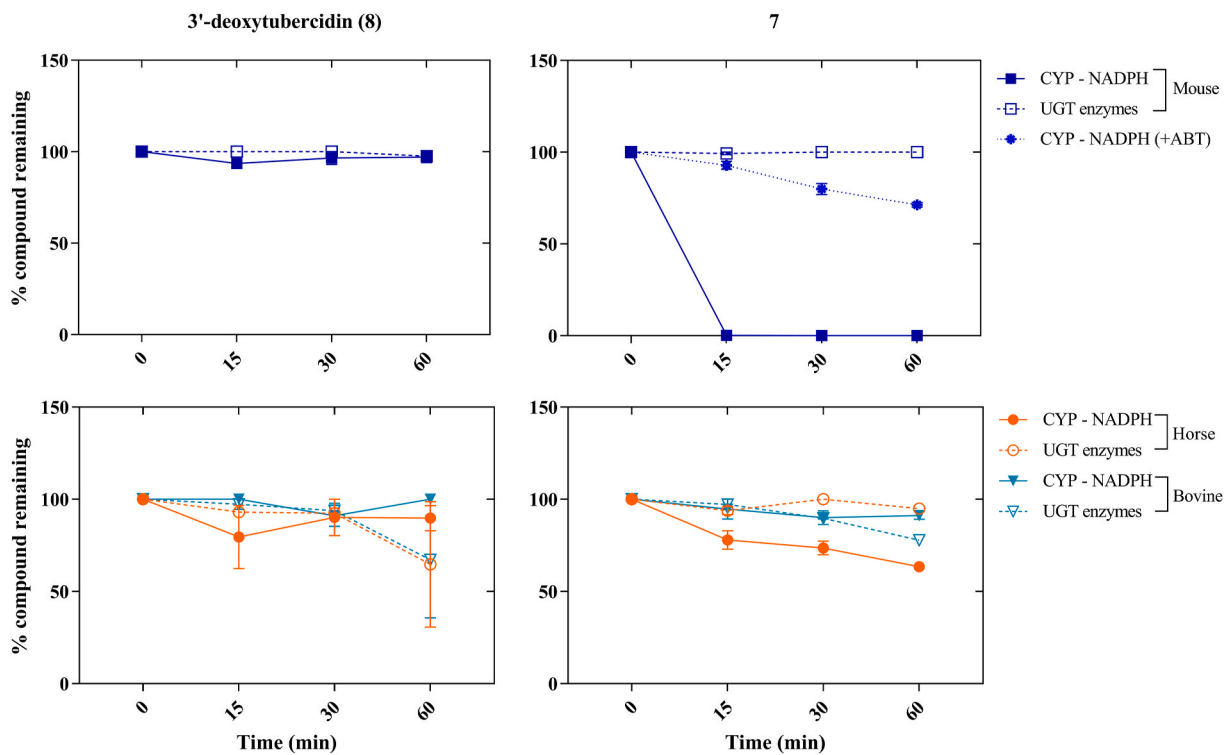 3'-deoxytubercidin (8)
7
% compound remaining
150
100
50
0
0
15
30
60
150
100
50
0
0
15
30
60
CYP - NADPH
UGT enzymes
Mouse
CYP - NADPH (+ABT)
% compound remaining
150
100
50
0
0
15
30
60
Time (min)
150
100
50
0
0
15
30
60
Time (min)
CYP - NADPH
UGT enzymes
Horse
CYP - NADPH
UGT enzymes
Bovine